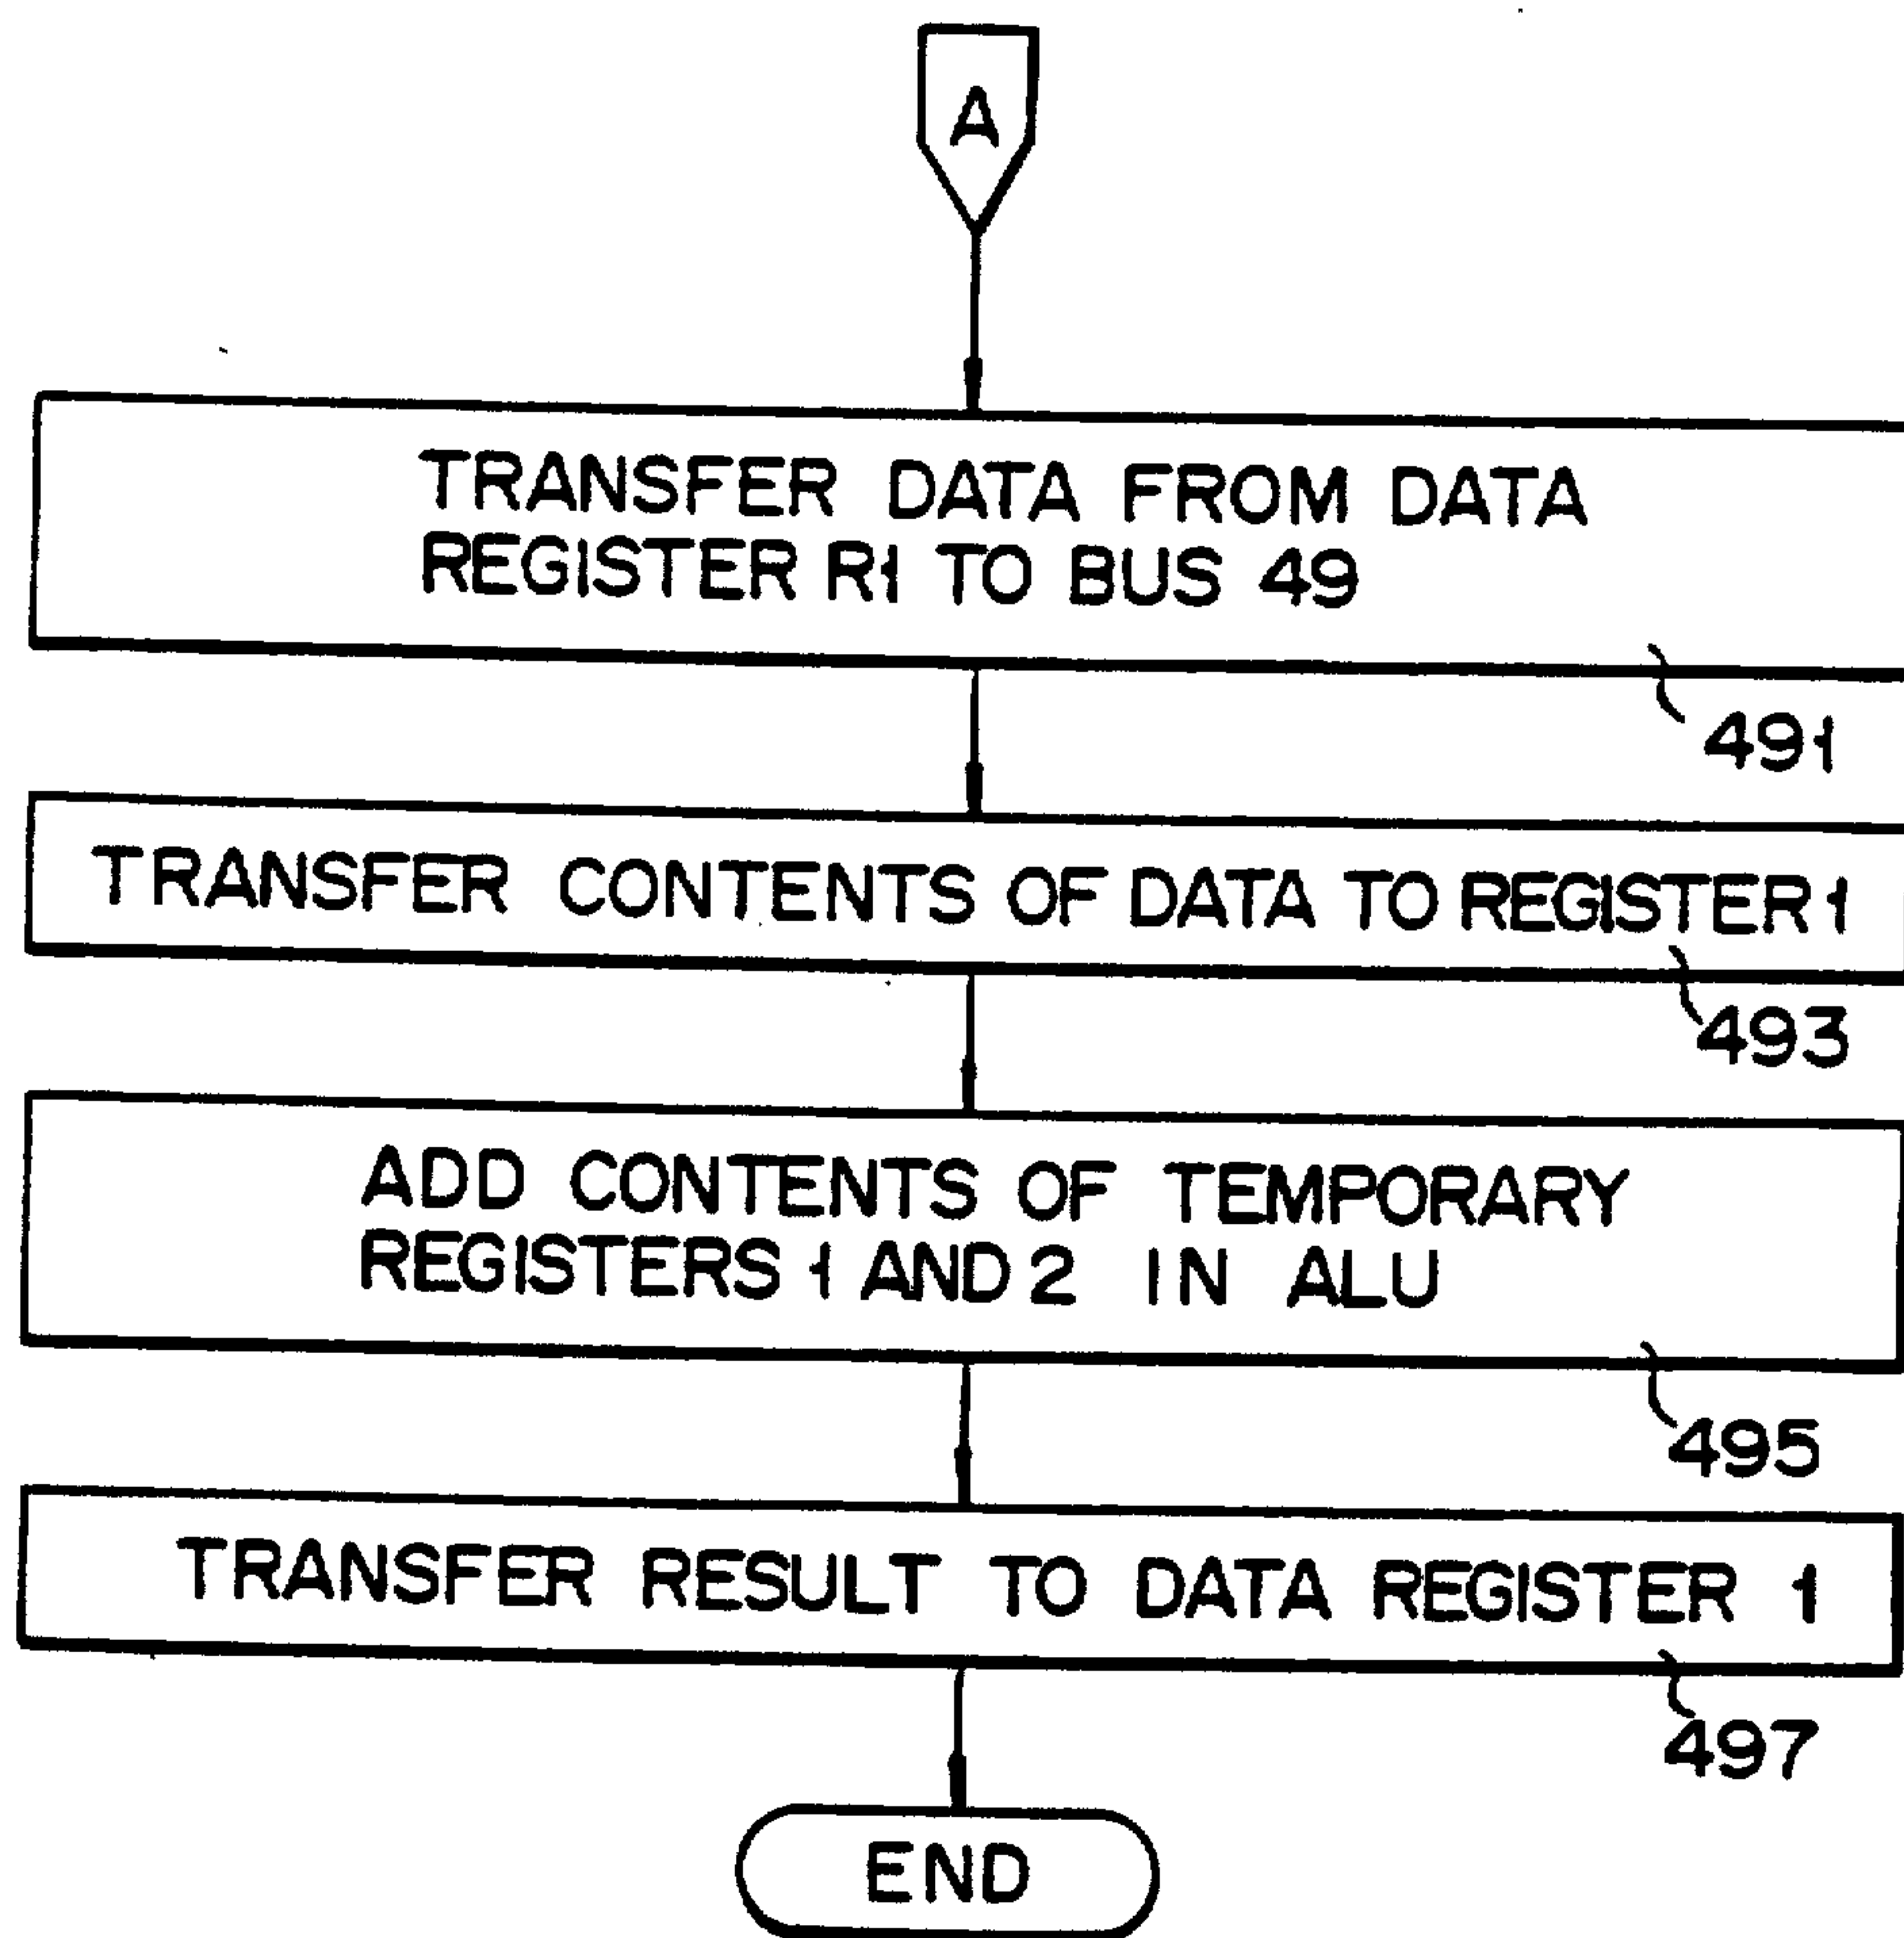 A
TRANSFER DATA FROM DATA
REGISTER R1 TO BUS 49
491
TRANSFER CONTENTS OF DATA TO REGISTER 1
493
ADD CONTENTS OF TEMPORARY
REGISTERS 1 AND 2 IN ALU
495
TRANSFER RESULT TO DATA REGISTER 1
497
END